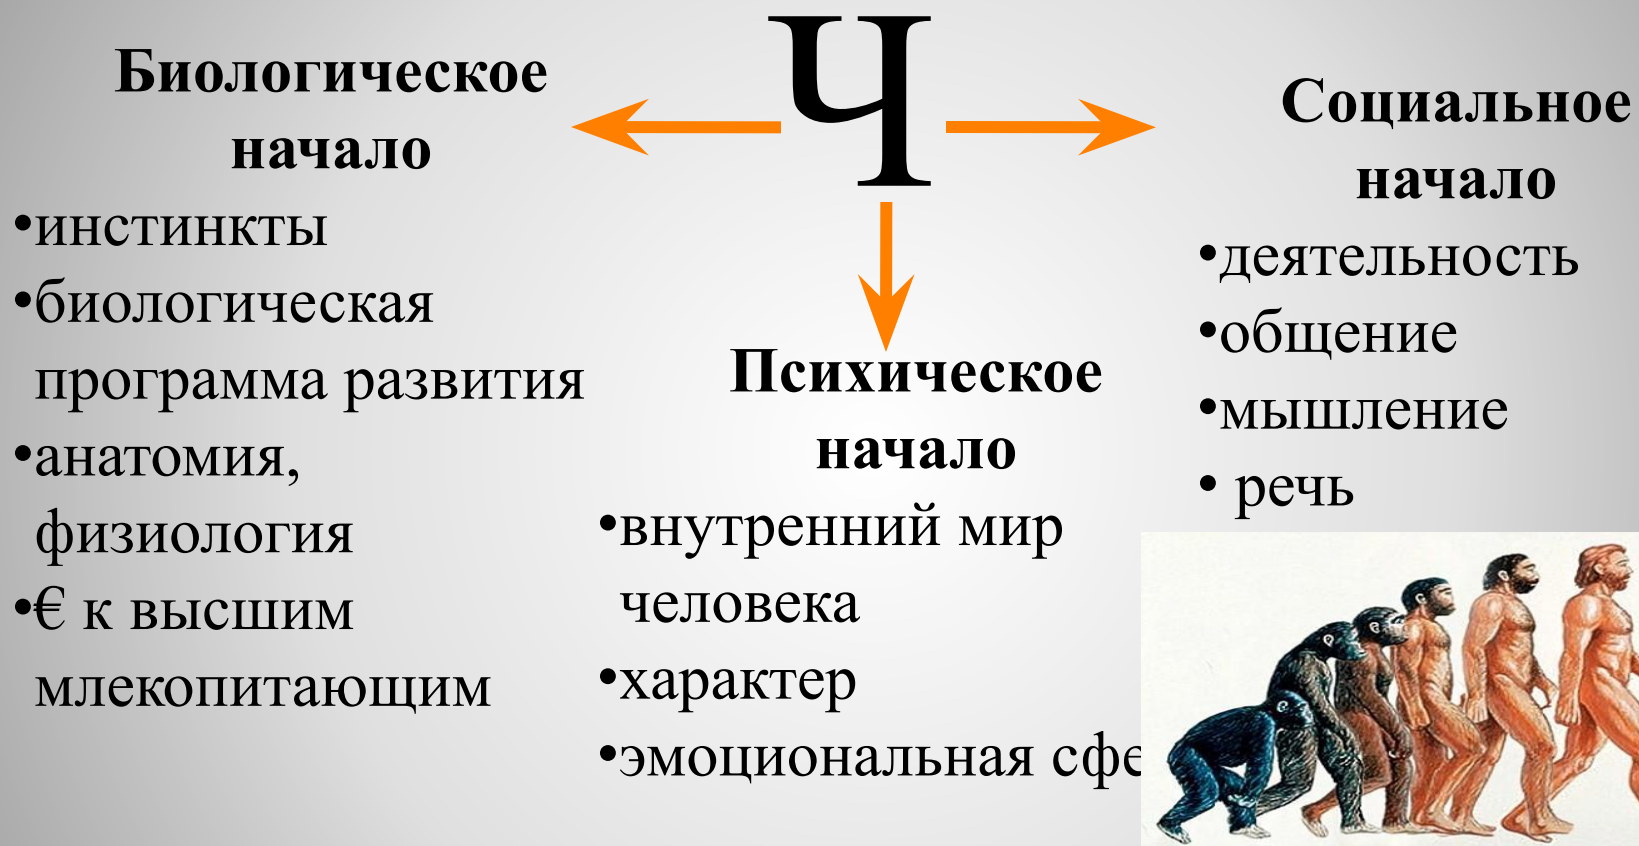 Ч
Биологическое
начало
•инстинкты
•биологическая
программа развития
•анатомия,
физиология
•€ к высшим
млекопитающим
Психическое
начало
•внутренний мир
человека
•характер
•эмоциональная сфе
Социальное
начало
•деятельность
•общение
•мышление
• речь